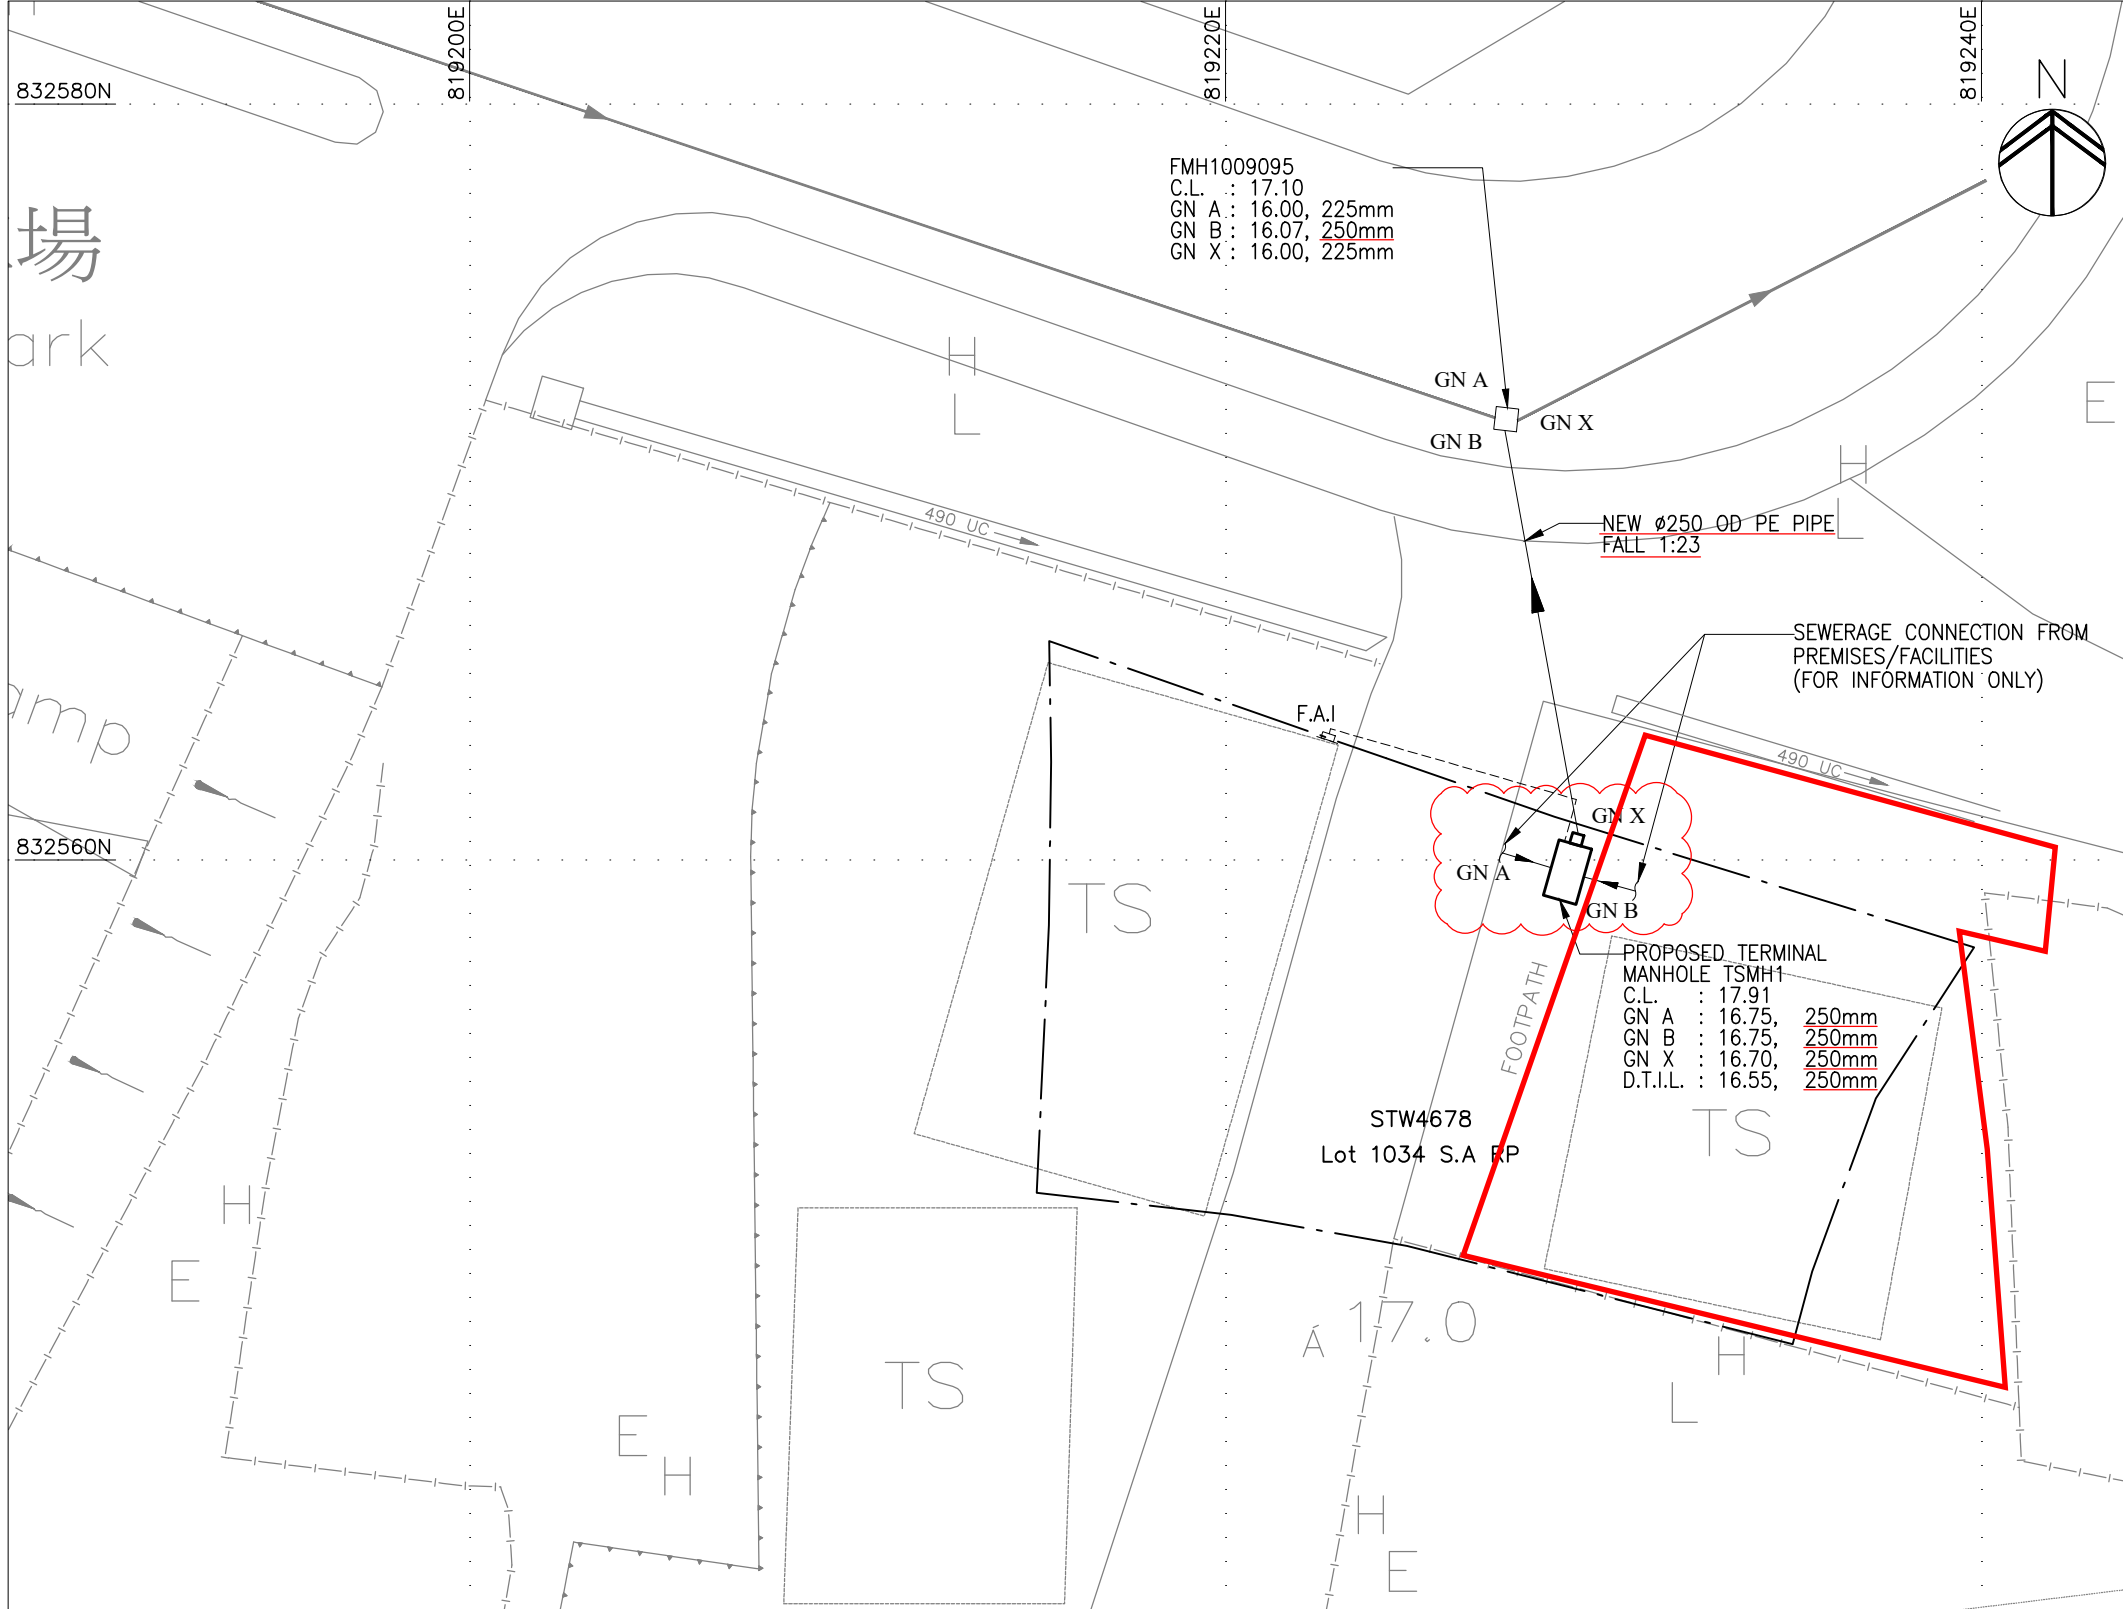 819200E
819220E
819240E
N
832580N
場
ark
FMH1009095
C.L. : 17.10
GN A : 16.00, 225mm
GN B : 16.07, 250mm
GN X : 16.00, 225mm
H
L
GN A
GN X
GN B
E
H
L
490 UC
NEW ø250 OD PE PIPE
FALL 1:23
SEWERAGE CONNECTION FROM
PREMISES/FACILITIES
(FOR INFORMATION ONLY)
amp
F.A.I
490 UC
832560N
GN X
GN A
GN B
TS
FOOTPATH
PROPOSED TERMINAL
MANHOLE TSMH1
C.L. : 17.91
GN A : 16.75, 250mm
GN B : 16.75, 250mm
GN X : 16.70, 250mm
D.T.I.L. : 16.55, 250mm
STW4678
Lot 1034 S.A RP
TS
H
E
17.0
A
H
L
TS
E
H
H
E